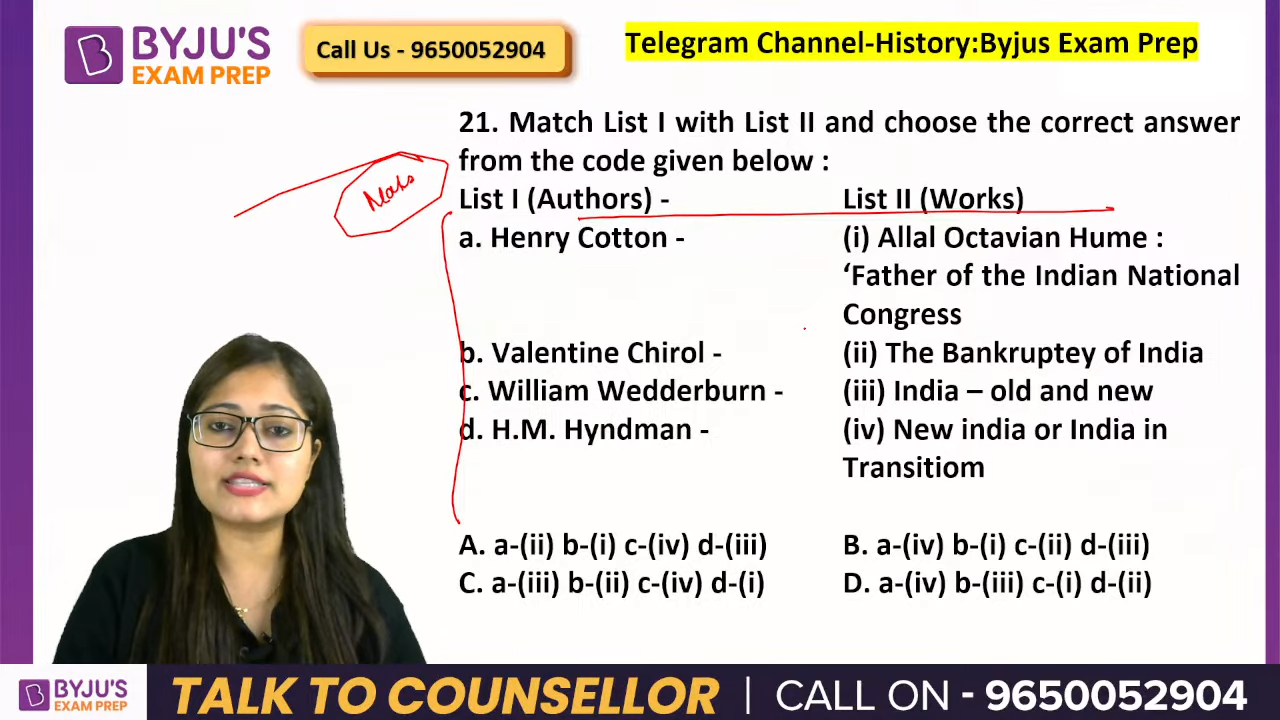 BYJU'S
EXAM PREP
Call Us - 9650052904
Telegram Channel-History:Byjus Exam Prep
21. Match List I with List II and choose the correct answer
from the code given below :
List I (Authors) - List II (Works)
a. Henry Cotton - (i) Allal Octavian Hume :
‘Father of the Indian National
Congress
b. Valentine Chirol - (ii) The Bankruptey of India
c. William Wedderburn - (iii) India – old and new
d. H.M. Hyndman - (iv) New india or India in
Transitiom
A. a-(ii) b-(i) c-(iv) d-(iii) B. a-(iv) b-(i) c-(ii) d-(iii)
C. a-(iii) b-(ii) c-(iv) d-(i) D. a-(iv) b-(iii) c-(i) d-(ii)
BYJU'S
EXAM PREP
TALK TO COUNSELLOR | CALL ON - 9650052904